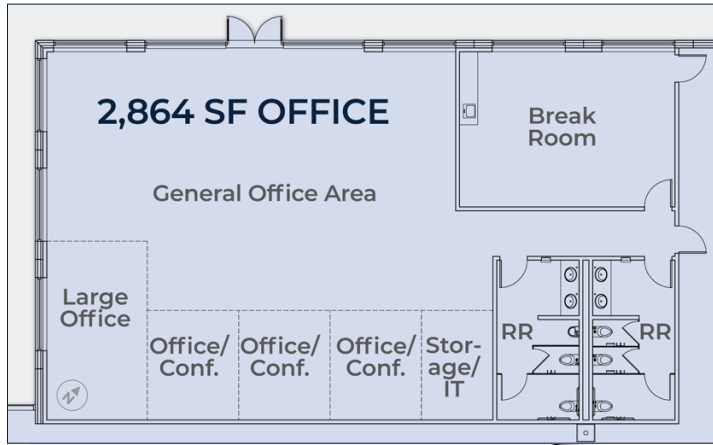 2,864 SF OFFICE
Break
Room
General Office Area
Large
Office
Office/
Conf.
Office/
Conf.
Office/
Conf.
Stor-
age/
IT
RR
RR
N